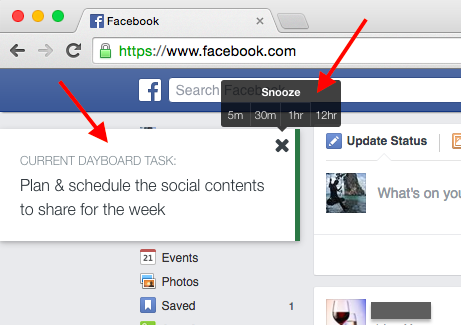 Facebook
https://www.facebook.com
Search Facebook
Snooze
5m 30m 1hr 12hr
Update Status
CURRENT DAYBOARD TASK:
Plan & schedule the social contents
to share for the week
What's on you
21 Events
Photos
Saved 1